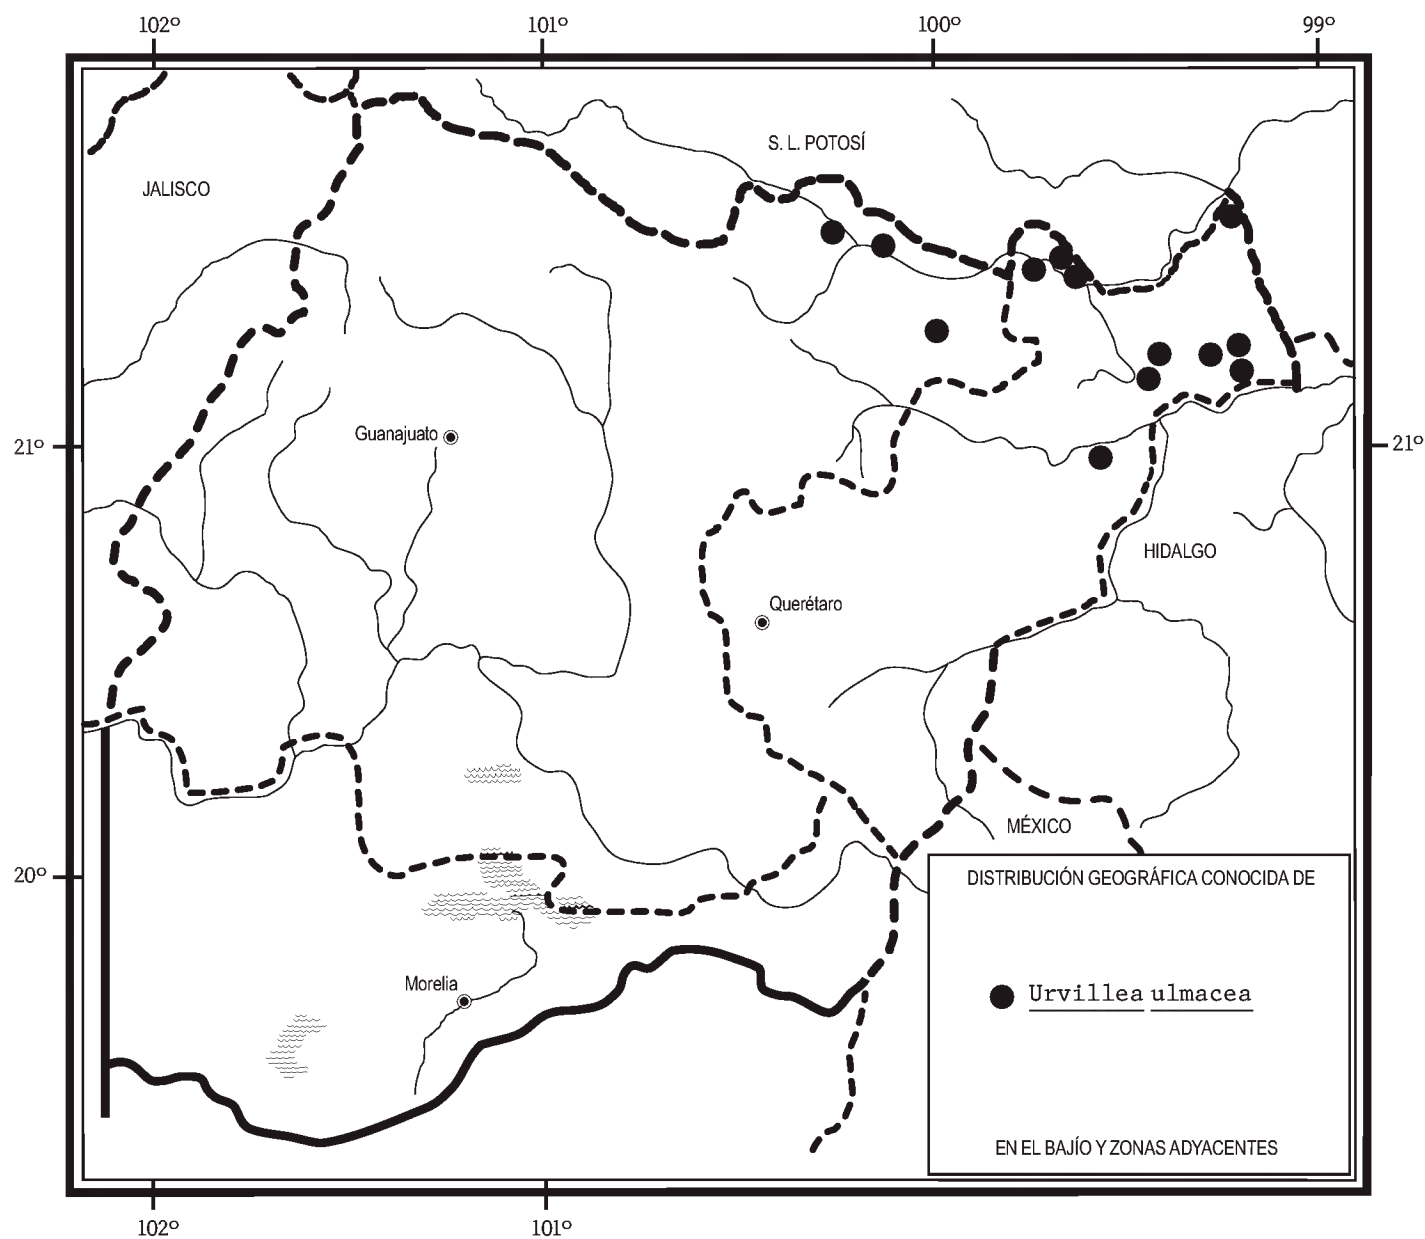 102º 101º 100º 99º
S. L. POTOSÍ
JALISCO
Guanajuato
21º 21º
HIDALGO
Querétaro
MÉXICO
20º
DISTRIBUCIÓN GEOGRÁFICA CONOCIDA DE
Morelia
Urvillea ulmacea
EN EL BAJÍO Y ZONAS ADYACENTES
102º 101º